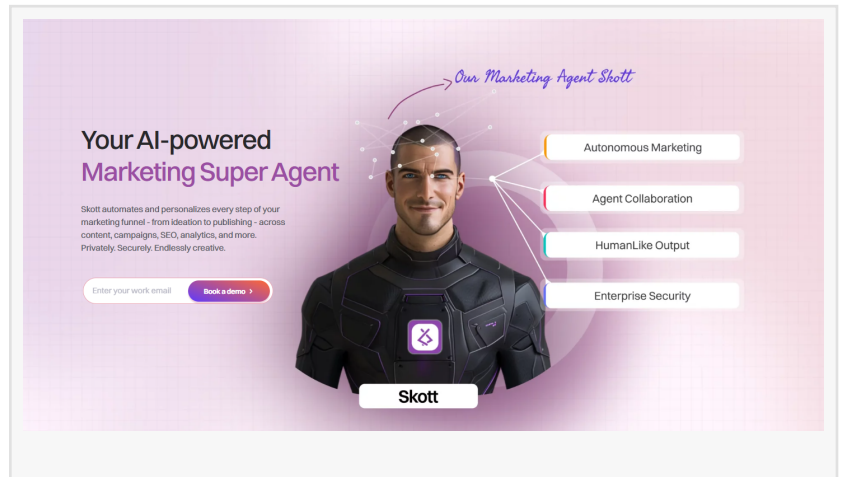 Our Marketing Agent Skott
Your AI-powered
Marketing Super Agent
Skott automates and personalizes every step of your
marketing funnel - from ideation to publishing - across
content, campaigns, SEO, analytics, and more.
Privately. Securely. Endlessly creative.
Enter your work email
Book a demo >
Autonomous Marketing
Agent Collaboration
HumanLike Output
Enterprise Security
Skott